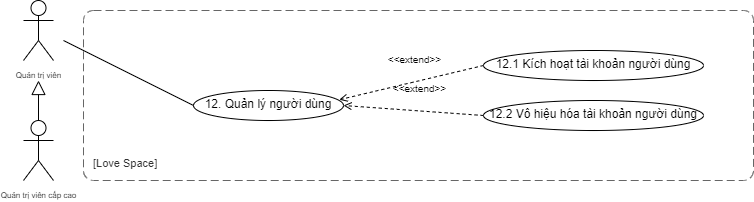 Quản trị viên
Quản trị viên cấp cao
12. Quản lý người dùng
<<extend>>
12.1 Kích hoạt tài khoản người dùng
<<extend>>
12.2 Vô hiệu hóa tài khoản người dùng
[Love Space]